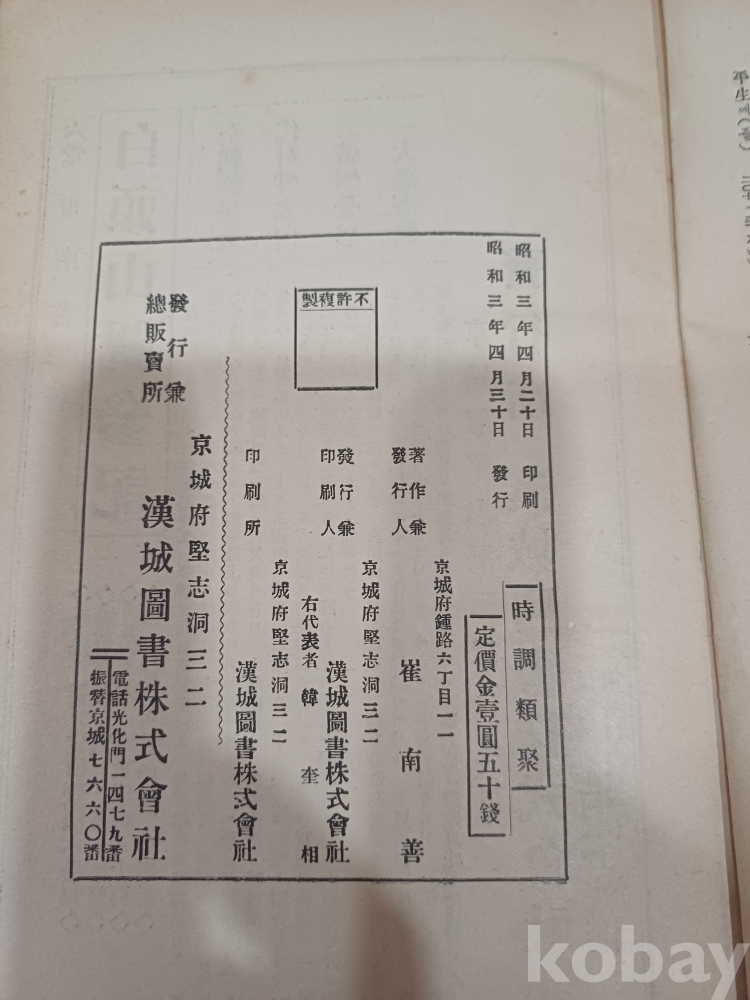 昭和三年四月二十日 印刷
昭和三年四月三十日 發行
時調類聚
定價金壹圓五十錢
不許複製
著作兼
發行人
京城府鍾路六丁目一一
崔南善
發行兼
印刷人
京城府堅志洞三二
漢城圖書株式會社
右代表者 韓奎相
印刷所
京城府堅志洞三二
漢城圖書株式會社
發行兼
總販賣所
京城府堅志洞三二
漢城圖書株式會社
電話光化門一四七九番
振替京城七六六〇番
平生
白頭山
kobay